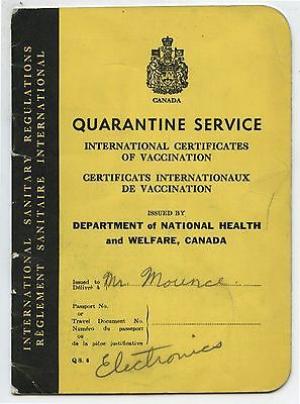 INTERNATIONAL SANITARY REGULATIONS
RÈGLEMENT SANITAIRE INTERNATIONAL
CANADA
QUARANTINE SERVICE
INTERNATIONAL CERTIFICATES
OF VACCINATION
CERTIFICATS INTERNATIONAUX
DE VACCINATION
ISSUED BY
DEPARTMENT of NATIONAL HEALTH
and WELFARE, CANADA
Issued to
Délivré à
Mr. Mounce
Passport No.
or
Travel Document No.
Numéro du passeport
ou
de la pièce justificative
Electronics
Q S. 4